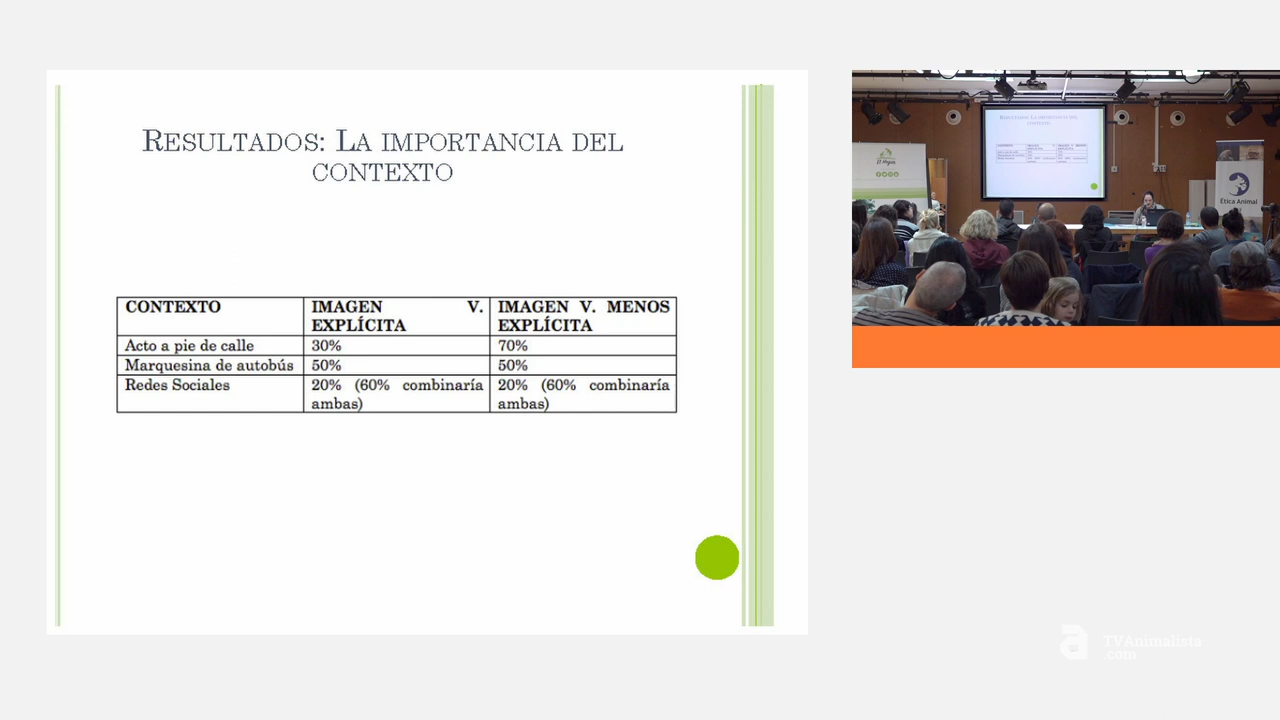 RESULTADOS: LA IMPORTANCIA DEL
CONTEXTO
CONTEXTO
IMAGEN V.
EXPLÍCITA
IMAGEN V. MENOS
EXPLÍCITA
Acto a pie de calle
30%
70%
Marquesina de autobús
50%
50%
Redes Sociales
20% (60% combinaría
ambas)
20% (60% combinaría
ambas)
Ética Animal
TVAnimalista
.com